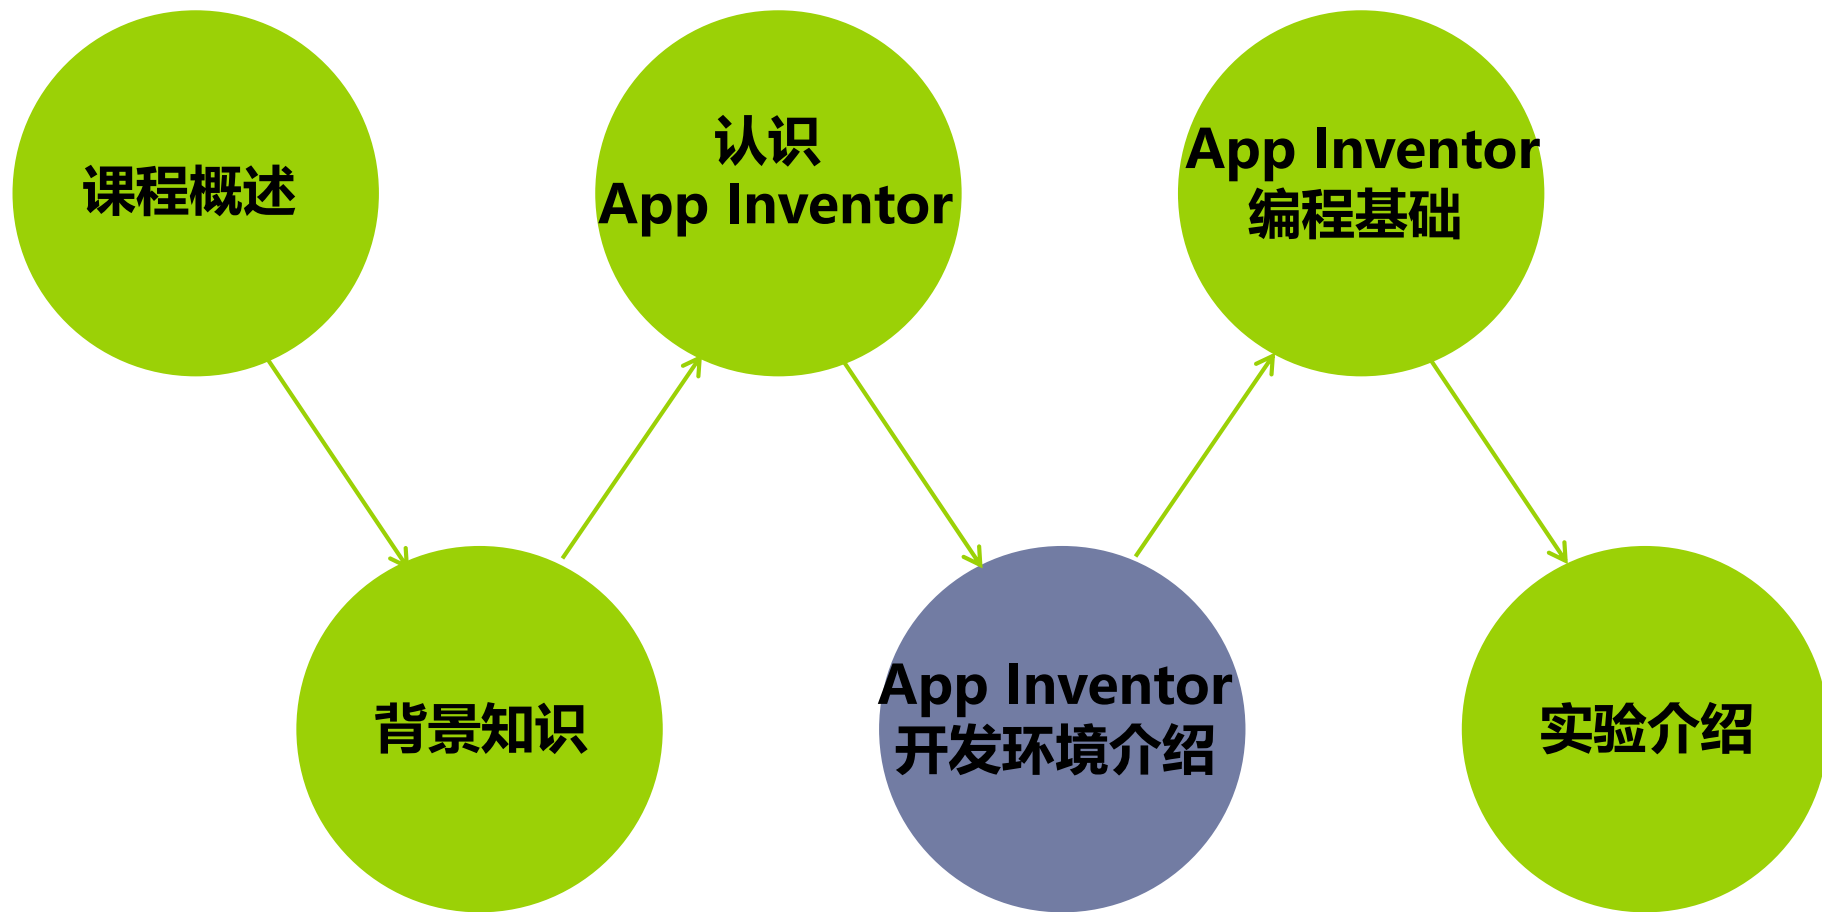 课程概述
背景知识
认识
App Inventor
App Inventor
开发环境介绍
App Inventor
编程基础
实验介绍